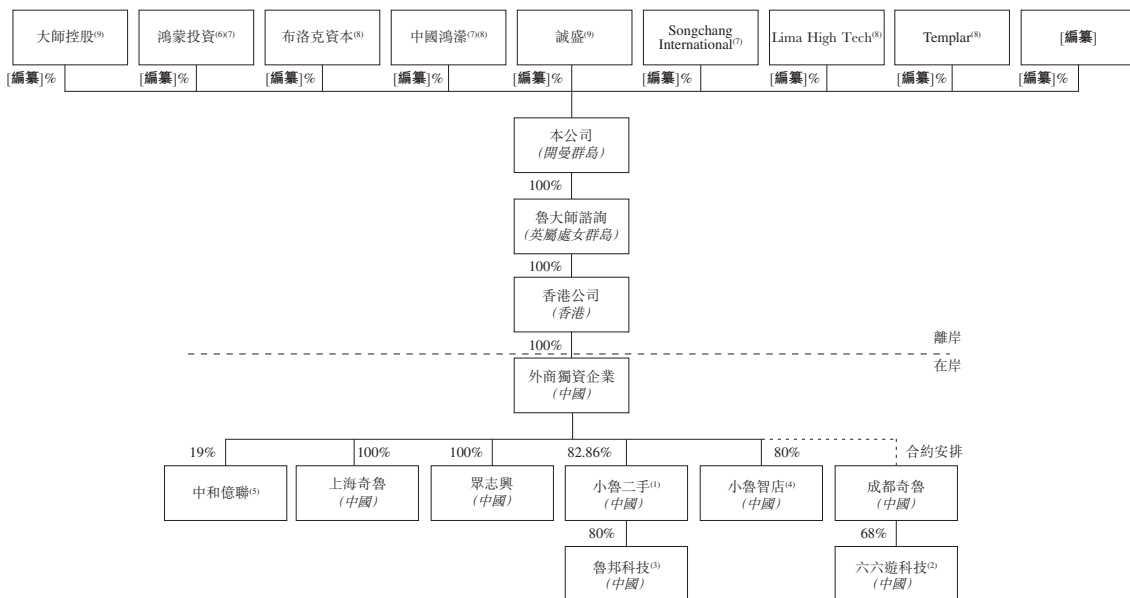 大師控股(9)
鴻蒙投資(6)(7)
布洛克資本(8)
中國鴻瀠(7)(8)
誠盛(9)
Songchang
International(7)
Lima High Tech(8)
Templar(8)
[編纂]
[編纂]%
[編纂]%
[編纂]%
[編纂]%
[編纂]%
[編纂]%
[編纂]%
[編纂]%
[編纂]%
本公司
(開曼群島)
100%
魯大師諮詢
(英屬處女群島)
100%
香港公司
(香港)
100%
離岸
在岸
外商獨資企業
(中國)
19%
100%
100%
82.86%
80%
合約安排
中和億聯(5)
上海奇魯
(中國)
眾志興
(中國)
小魯二手(1)
(中國)
小魯智店(4)
(中國)
成都奇魯
(中國)
80%
68%
魯邦科技(3)
(中國)
六六遊科技(2)
(中國)